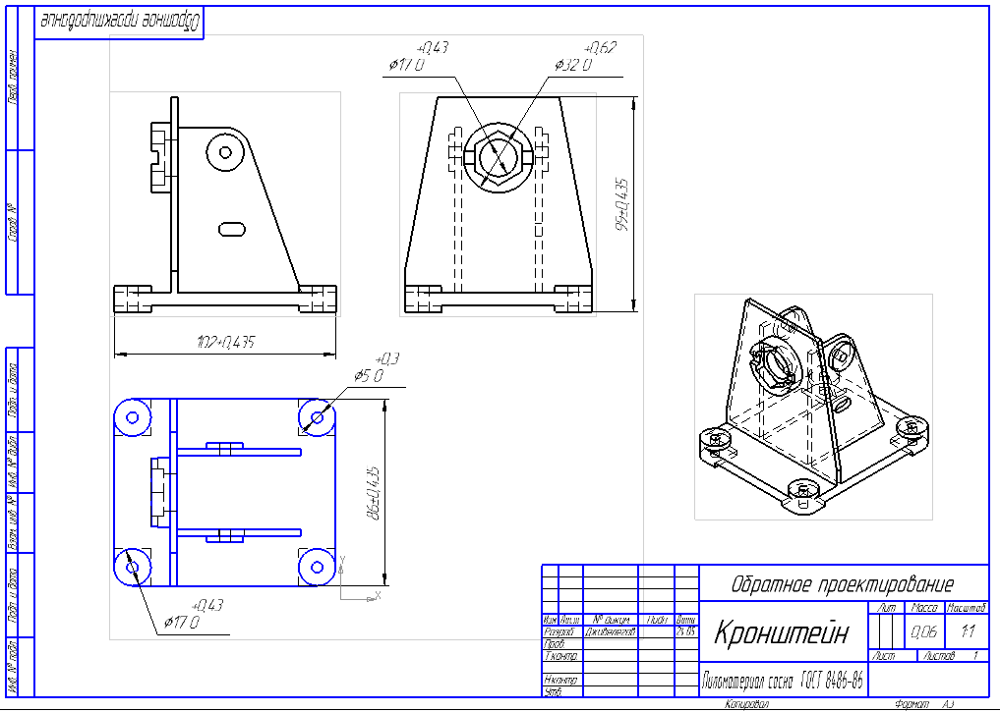 Обратное проектирование
Перв. примен.
Справ. №
Подп. и дата
Инв. № дубл.
Взам. инв. №
Подп. и дата
Инв. № подл.
+0,43
⌀17 0
+0,62
⌀32 0
99±0,435
102±0,435
+0,3
⌀5 0
86±0,435
+0,43
⌀17 0
Y
X
Обратное проектирование
Изм. Лист № докум. Подп. Дата
Разраб. Дживелегов
Пров.
Т.контр.
Н.контр.
Утв.
Кронштейн
Лит. Масса Масштаб
0,06 1:1
Лист Листов 1
Пиломатериал сосна ГОСТ 8486-86
Копировал Формат A3